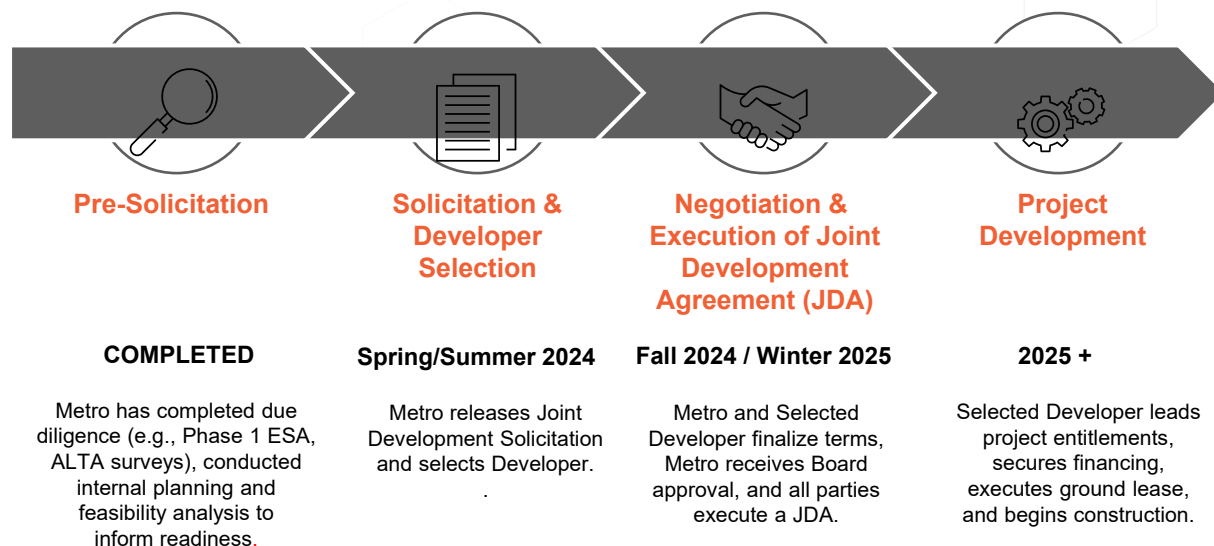 Pre-Solicitation
COMPLETED
Metro has completed due
diligence (e.g., Phase 1 ESA,
ALTA surveys), conducted
internal planning and
feasibility analysis to
inform readiness.
Solicitation &
Developer
Selection
Spring/Summer 2024
Metro releases Joint
Development Solicitation
and selects Developer.
.
Negotiation &
Execution of Joint
Development
Agreement (JDA)
Fall 2024 / Winter 2025
Metro and Selected
Developer finalize terms,
Metro receives Board
approval, and all parties
execute a JDA.
Project
Development
2025 +
Selected Developer leads
project entitlements,
secures financing,
executes ground lease,
and begins construction.